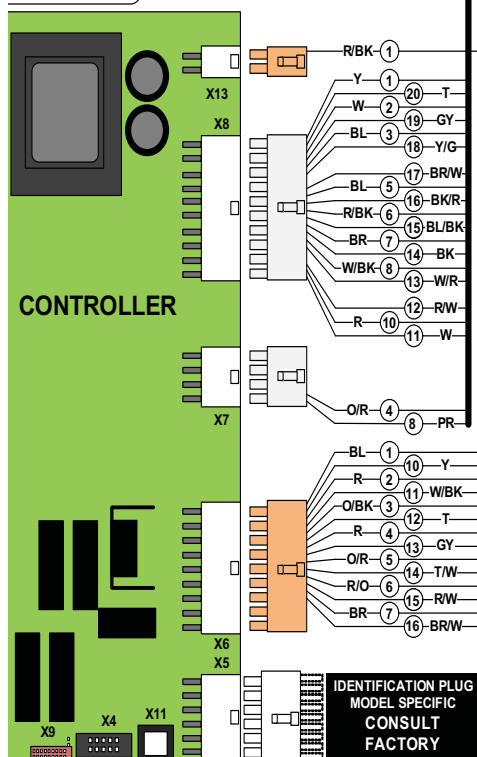 R/BK 1
X13
X8
Y 1
20 T
W 2
19 GY
BL 3
18 Y/G
17 BR/W
BL 5
16 BK/R
R/BK 6
15 BL/BK
BR 7
14 BK
W/BK 8
13 W/R
12 R/W
R 10
11 W
CONTROLLER
X7
O/R 4
8 PR
BL 1
10 Y
R 2
11 W/BK
O/BK 3
12 T
R 4
13 GY
O/R 5
14 T/W
R/O 6
15 R/W
BR 7
16 BR/W
X6
X5
IDENTIFICATION PLUG
MODEL SPECIFIC
CONSULT
FACTORY
X9
X4
X11